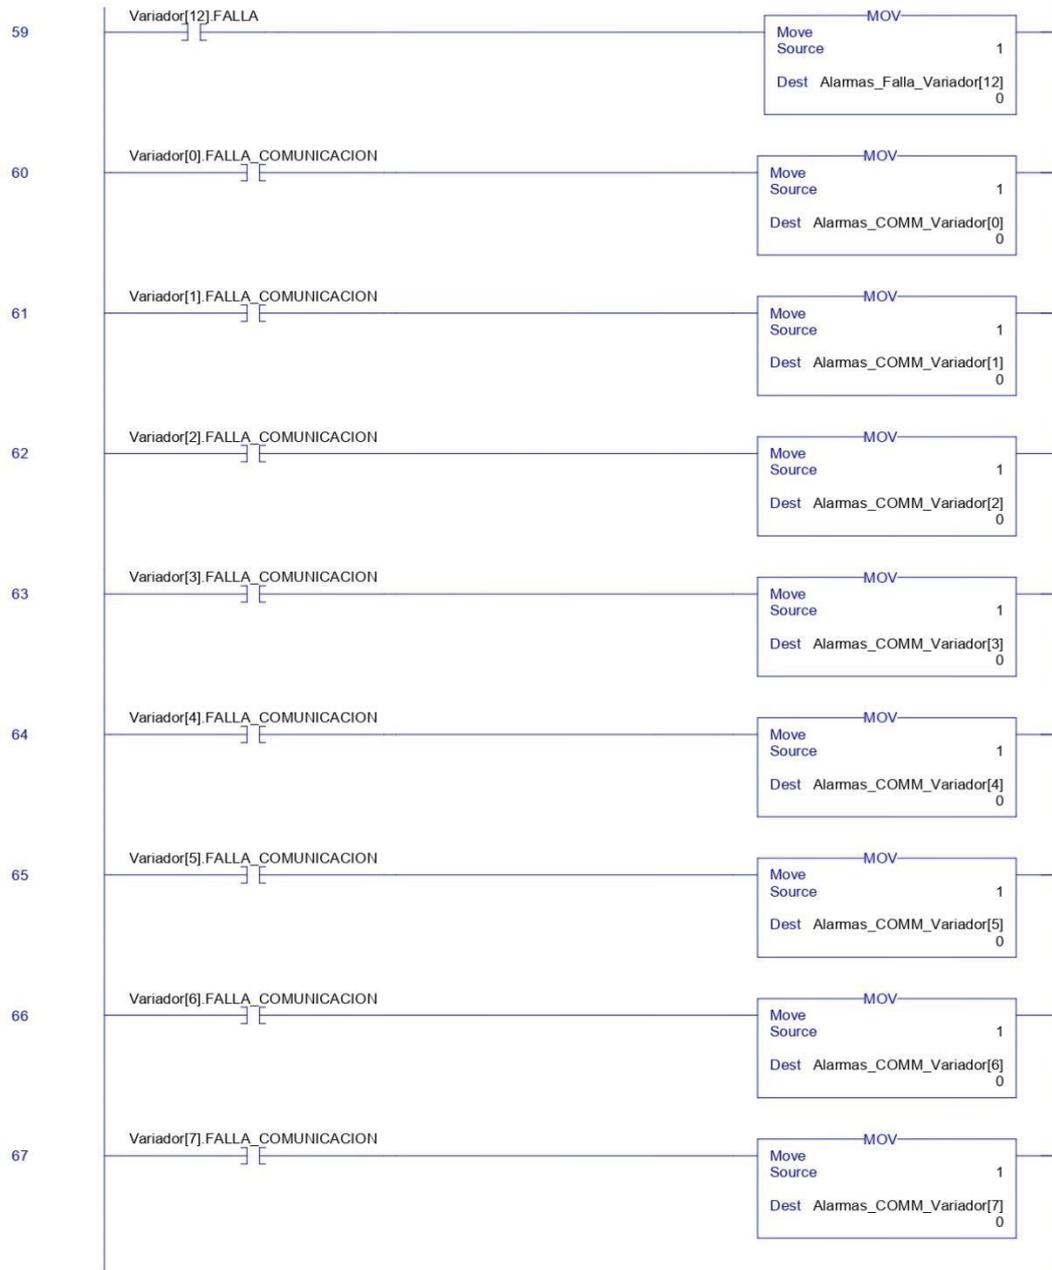 Variador[12].FALLA
MOV
59
Move
Source 1
Dest Alarmas_Falla_Variador[12]
0
Variador[0].FALLA_COMUNICACION
MOV
60
Move
Source 1
Dest Alarmas_COMM_Variador[0]
0
Variador[1].FALLA_COMUNICACION
MOV
61
Move
Source 1
Dest Alarmas_COMM_Variador[1]
0
Variador[2].FALLA_COMUNICACION
MOV
62
Move
Source 1
Dest Alarmas_COMM_Variador[2]
0
Variador[3].FALLA_COMUNICACION
MOV
63
Move
Source 1
Dest Alarmas_COMM_Variador[3]
0
Variador[4].FALLA_COMUNICACION
MOV
64
Move
Source 1
Dest Alarmas_COMM_Variador[4]
0
Variador[5].FALLA_COMUNICACION
MOV
65
Move
Source 1
Dest Alarmas_COMM_Variador[5]
0
Variador[6].FALLA_COMUNICACION
MOV
66
Move
Source 1
Dest Alarmas_COMM_Variador[6]
0
Variador[7].FALLA_COMUNICACION
MOV
67
Move
Source 1
Dest Alarmas_COMM_Variador[7]
0